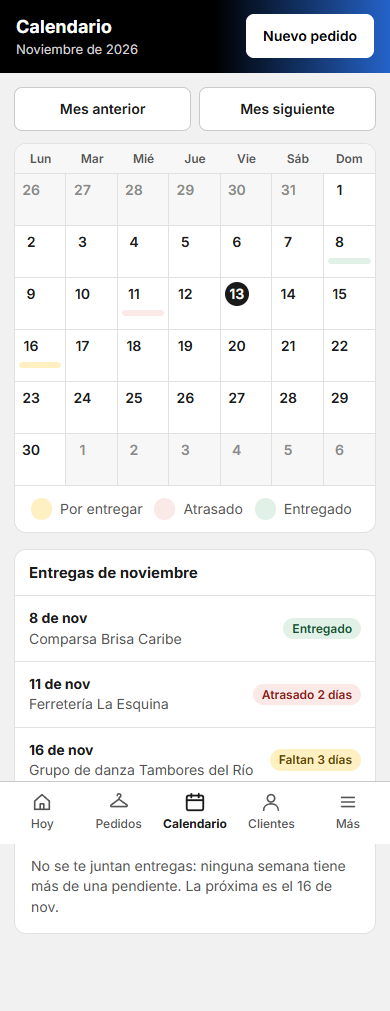 Calendario
Noviembre de 2026
Nuevo pedido
Mes anterior
Mes siguiente
Lun Mar Mié Jue Vie Sáb Dom
26 27 28 29 30 31 1
2 3 4 5 6 7 8
9 10 11 12 13 14 15
16 17 18 19 20 21 22
23 24 25 26 27 28 29
30 1 2 3 4 5 6
Por entregar Atrasado Entregado
Entregas de noviembre
8 de nov
Comparsa Brisa Caribe
Entregado
11 de nov
Ferretería La Esquina
Atrasado 2 días
16 de nov
Grupo de danza Tambores del Río
Faltan 3 días
Hoy Pedidos Calendario Clientes Más
No se te juntan entregas: ninguna semana tiene
más de una pendiente. La próxima es el 16 de
nov.